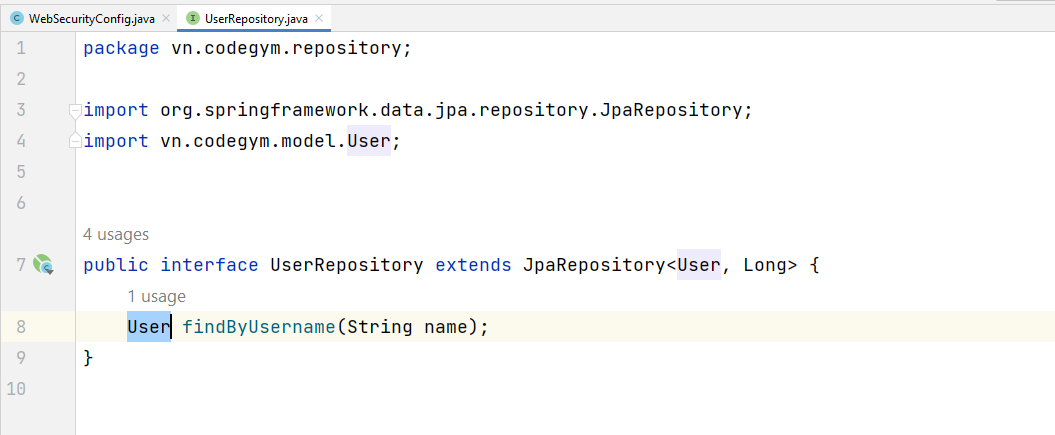 WebSecurityConfig.java UserRepository.java
1 package vn.codegym.repository;
2
3 import org.springframework.data.jpa.repository.JpaRepository;
4 import vn.codegym.model.User;
5
6
4 usages
7 public interface UserRepository extends JpaRepository<User, Long> {
1 usage
8 User findByUsername(String name);
9 }
10